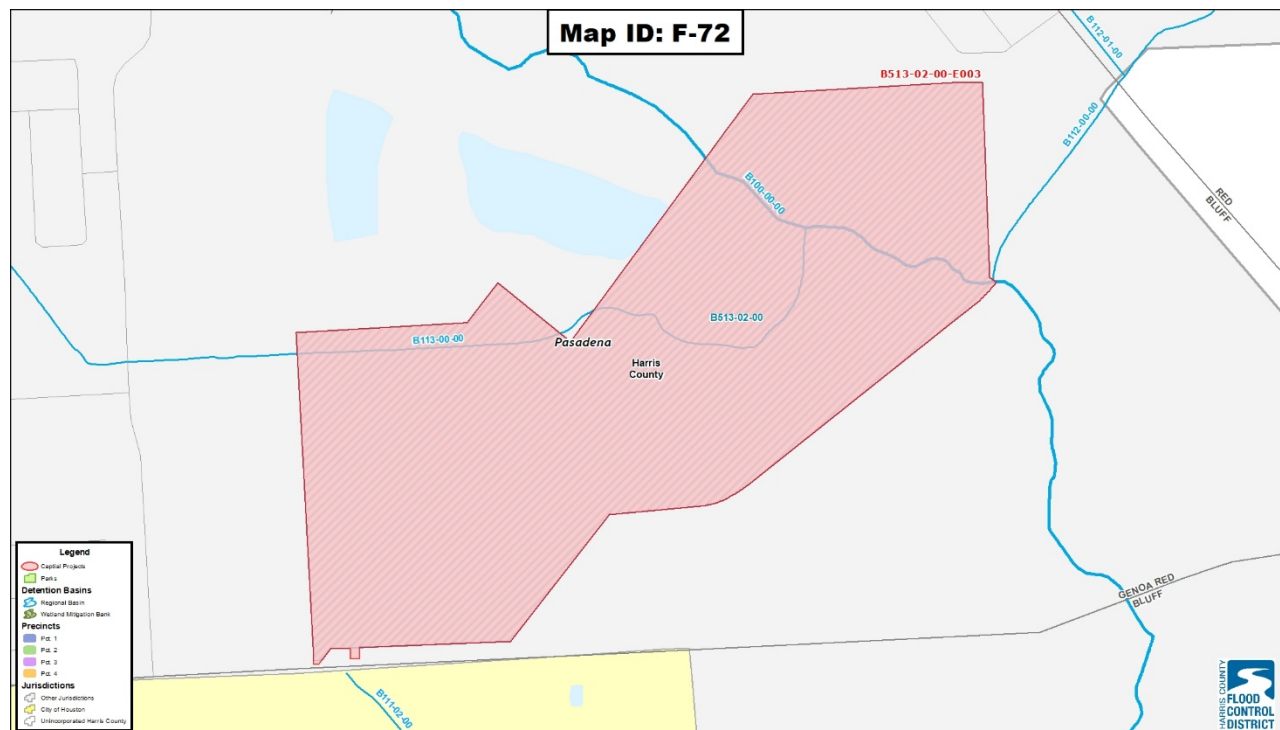 Map ID: F-72
B112-01-00
B513-02-00-E003
B112-00-00
RED
BLUFF
B100-00-00
B513-02-00
B113-00-00
Pasadena
Harris
County
GENOA RED
BLUFF
B111-02-00
Legend
Captial Projects
Parks
Detention Basins
Regional Basin
Wetland Mitigation Bank
Precincts
Pct. 1
Pct. 2
Pct. 3
Pct. 4
Jurisdictions
Other Jurisdictions
City of Houston
Unincorporated Harris County
HARRIS COUNTY
FLOOD
CONTROL
DISTRICT